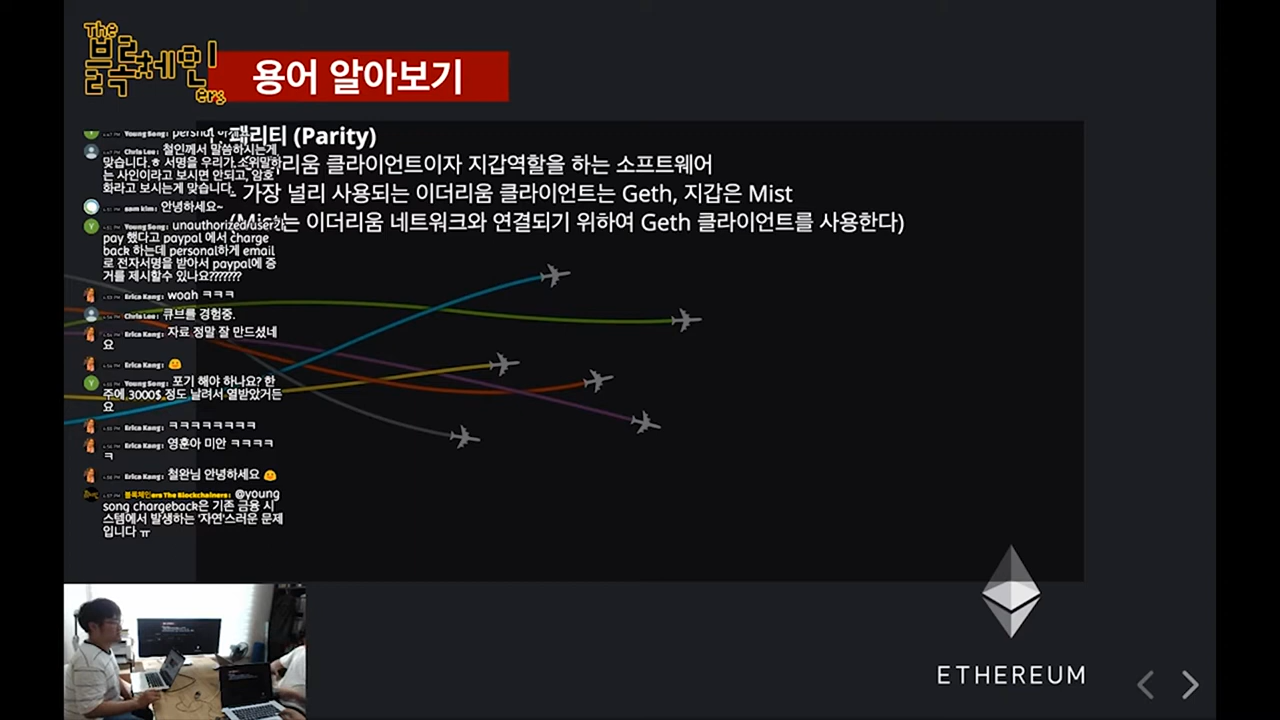 The
블록체인
ers
용어 알아보기
패리티 (Parity)
리움 클라이언트이자 지갑역할을 하는 소프트웨어
- 가장 널리 사용되는 이더리움 클라이언트는 Geth, 지갑은 Mist
(Mist는 이더리움 네트워크와 연결되기 위하여 Geth 클라이언트를 사용한다)
Young Song:
Chris Lee: 철인께서 말씀하시는게
맞습니다.ㅎ 서명을 우리가 소위말하
는 사인이라고 보시면 안되고, 암호
화라고 보시는게 맞습니다.
sam kim: 안녕하세요~
Young Song: unauthorized user가
pay 했다고 paypal 에서 charge
back 하는데 personal하게 email
로 전자서명을 받아서 paypal에 증
거를 제시할수 있나요???????
Erica Kang: woah ㅋㅋㅋ
Chris Lee: 큐브를 경험중.
Erica Kang: 자료 정말 잘 만드셨네
요
Erica Kang: 🤗
Young Song: 포기 해야 하나요? 한
주에 3000$ 정도 날려서 열받았거든
요
Erica Kang: ㅋㅋㅋㅋㅋㅋㅋㅋ
Erica Kang: 영훈아 미안 ㅋㅋㅋㅋ
ㅋ
Erica Kang: 철완님 안녕하세요 🤗
블록체인ers The Blockchainers: @young
song chargeback은 기존 금융 시
스템에서 발생하는 '자연'스러운 문제
입니다 ㅠ
ETHEREUM